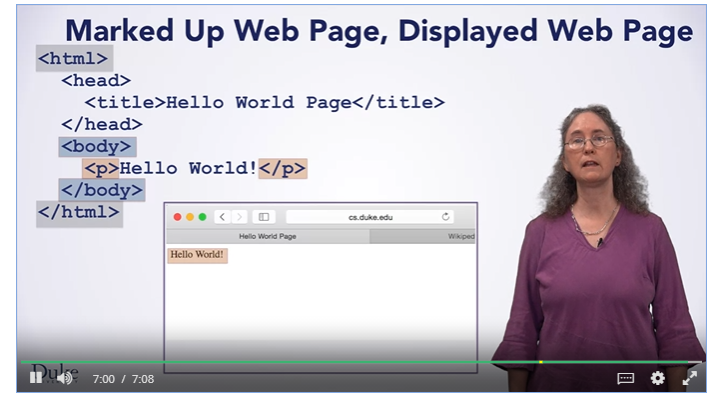 Marked Up Web Page, Displayed Web Page
<html>
<head>
<title>Hello World Page</title>
</head>
<body>
<p>Hello World!</p>
</body>
</html>
cs.duke.edu
Hello World Page
Wikiped
Hello World!
Duke
7:00 / 7:08